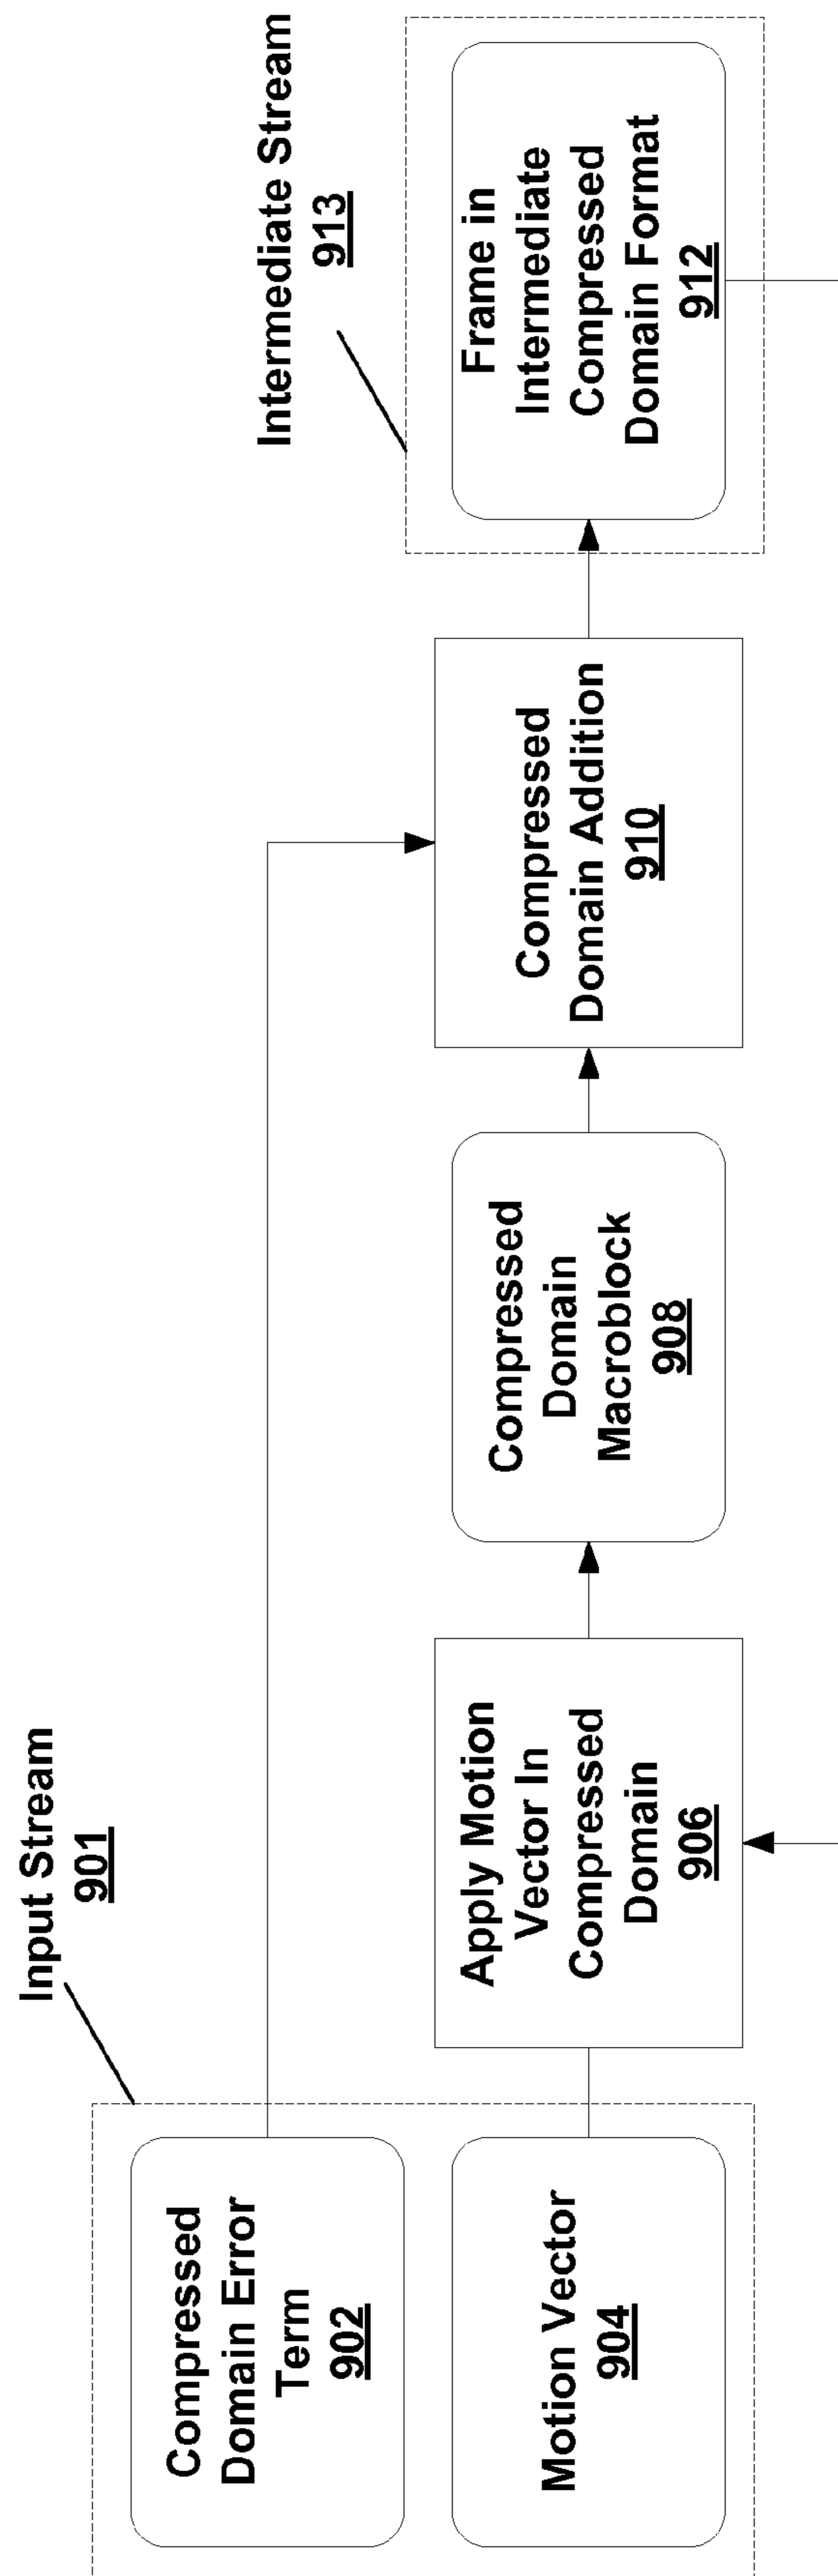 Input Stream
901
Compressed
Domain Error
Term
902
Motion Vector
904
Apply Motion
Vector In
Compressed
Domain
906
Compressed
Domain
Macroblock
908
Compressed
Domain Addition
910
Intermediate Stream
913
Frame in
Intermediate
Compressed
Domain Format
912